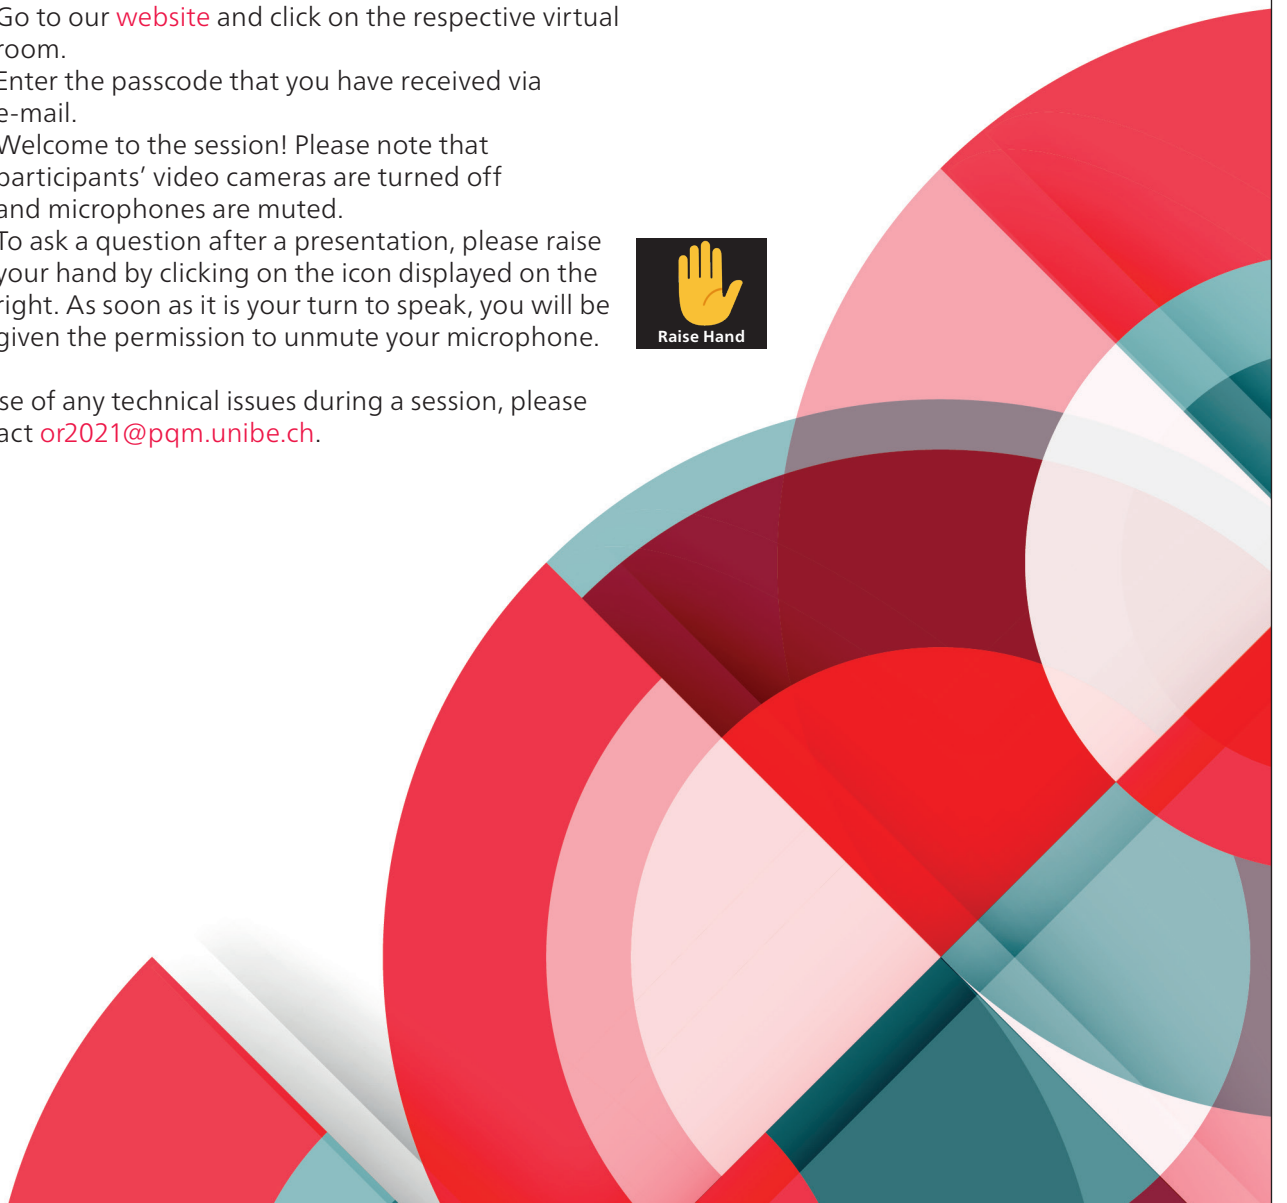 Go to our website and click on the respective virtual
room.
Enter the passcode that you have received via
e-mail.
Welcome to the session! Please note that
participants’ video cameras are turned off
and microphones are muted.
To ask a question after a presentation, please raise
your hand by clicking on the icon displayed on the
right. As soon as it is your turn to speak, you will be
given the permission to unmute your microphone.
Raise Hand
se of any technical issues during a session, please
act or2021@pqm.unibe.ch.